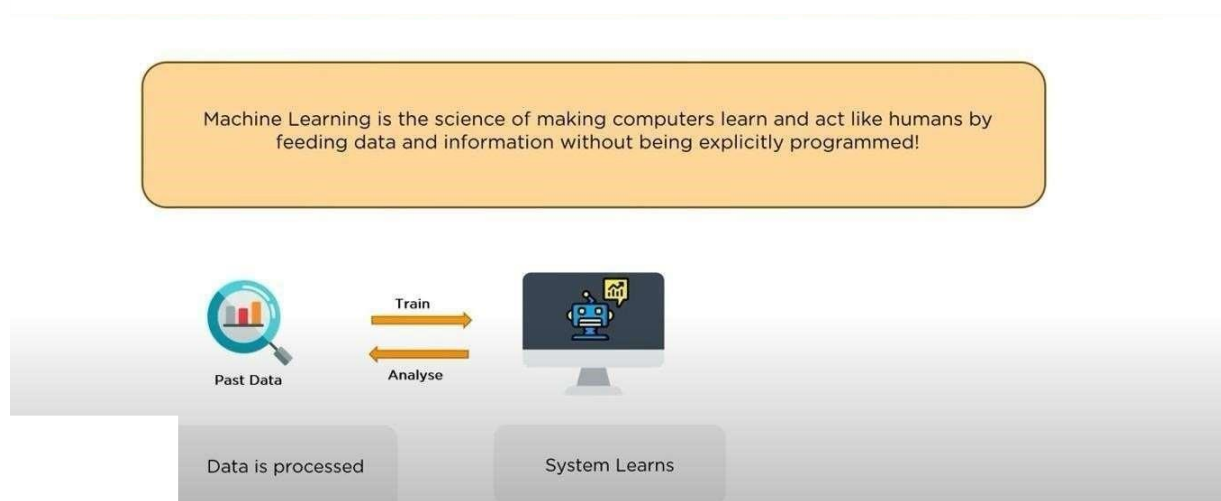 Machine Learning is the science of making computers learn and act like humans by
feeding data and information without being explicitly programmed!
Train
Analyse
Past Data
Data is processed
System Learns